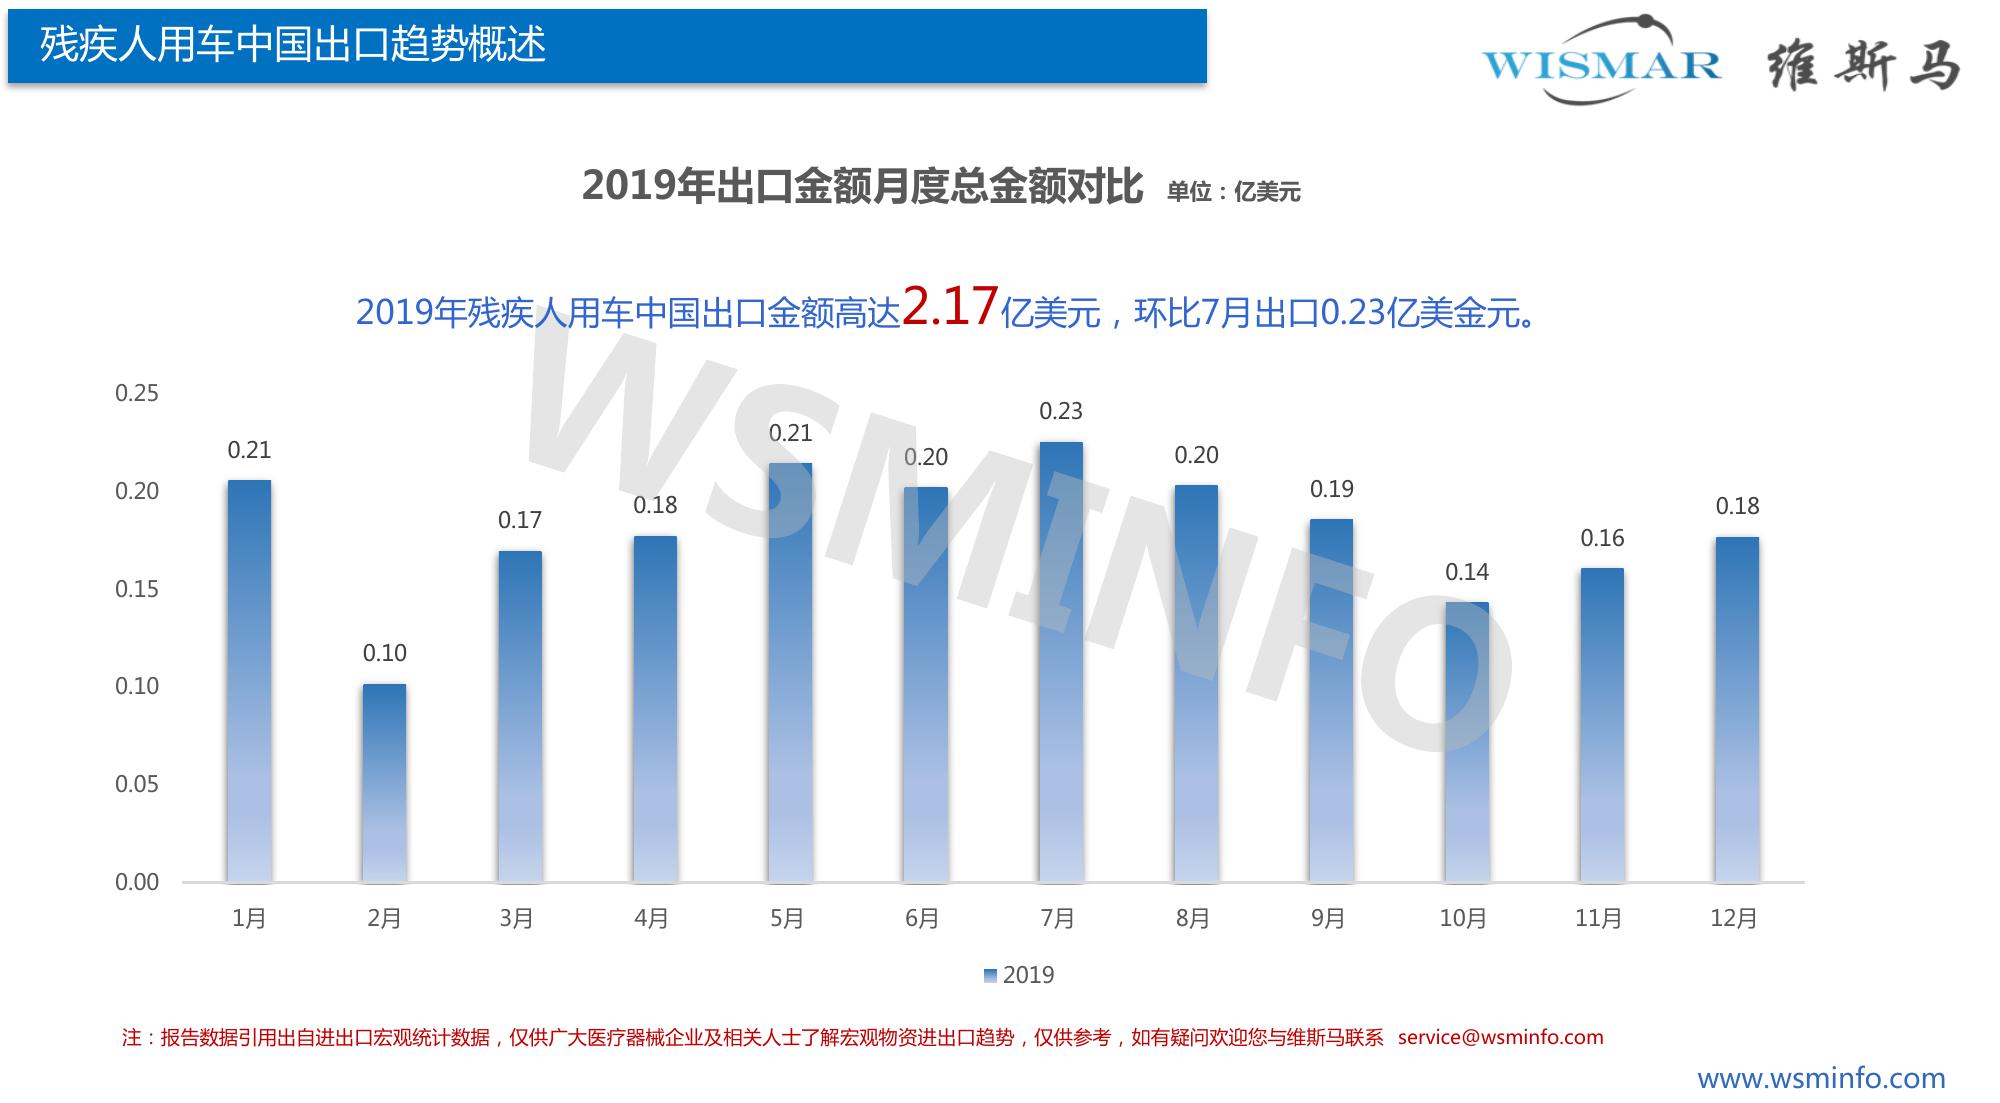 残疾人用车中国出口趋势概述
WISMAR 维斯马
2019年出口金额月度总金额对比 单位：亿美元
2019年残疾人用车中国出口金额高达2.17亿美元，环比7月出口0.23亿美金元。
WSMINFO
0.25
0.20
0.15
0.10
0.05
0.00
0.21
0.10
0.17
0.18
0.21
0.20
0.23
0.20
0.19
0.14
0.16
0.18
1月 2月 3月 4月 5月 6月 7月 8月 9月 10月 11月 12月
2019
注：报告数据引用出自进出口宏观统计数据，仅供广大医疗器械企业及相关人士了解宏观物资进出口趋势，仅供参考，如有疑问欢迎您与维斯马联系 service@wsminfo.com
www.wsminfo.com